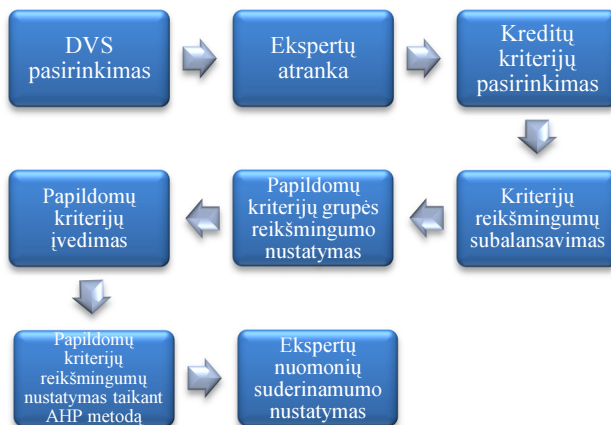 DVS
pasirinkimas
Ekspertų
atranka
Kreditų
kriterijų
pasirinkimas
Kriterijų
reikšmingumų
subalansavimas
Papildomų
kriterijų grupės
reikšmingumo
nustatymas
Papildomų
kriterijų
įvedimas
Papildomų
kriterijų
reikšmingumų
nustatymas taikant
AHP metodą
Ekspertų
nuomonių
suderinamumo
nustatymas